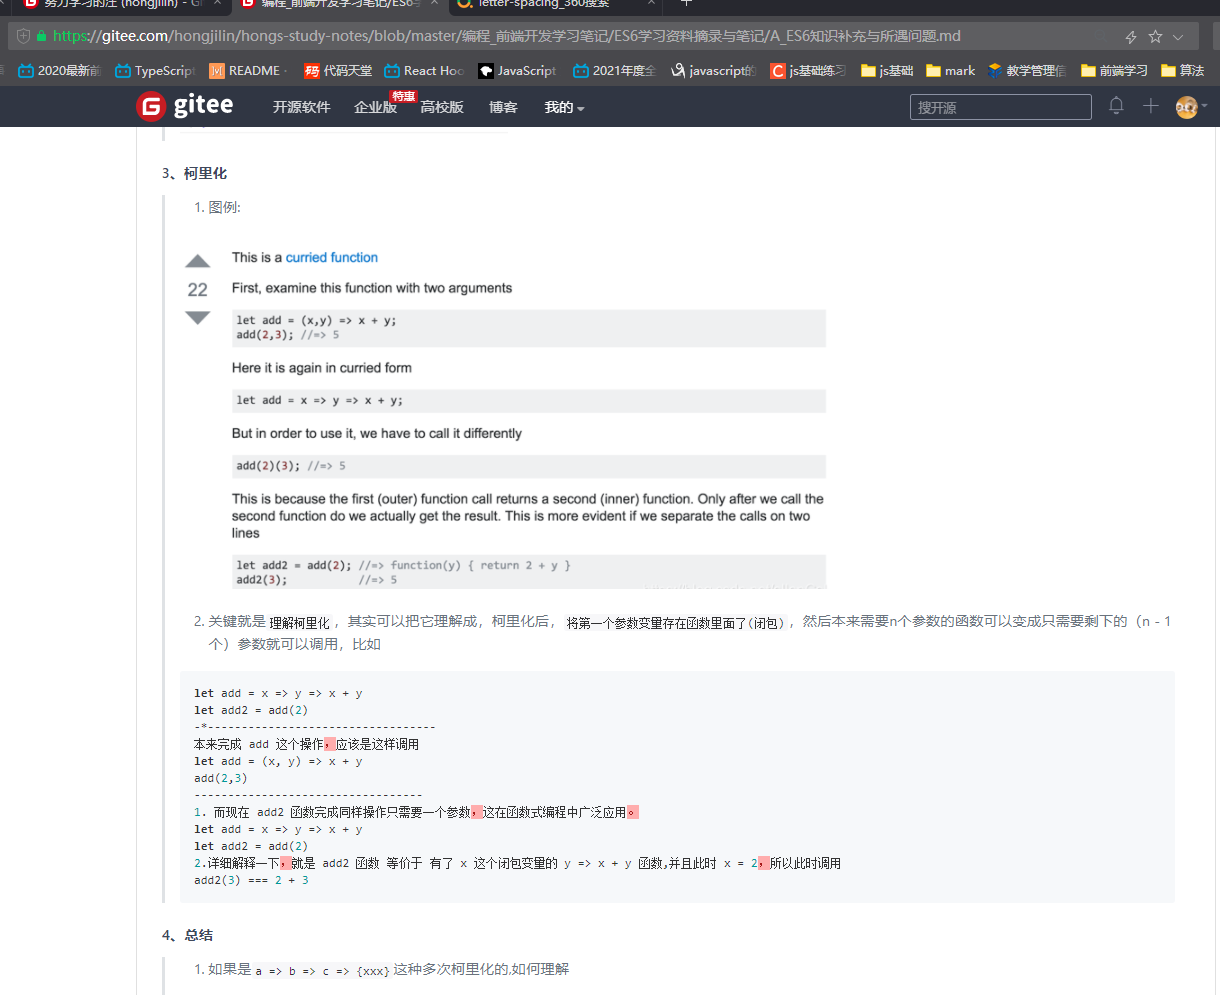 努力学习的汪 (hongjilin) - G
编程_前端开发学习笔记/ES6学
letter-spacing_360搜索
https://gitee.com/hongjilin/hongs-study-notes/blob/master/编程_前端开发学习笔记/ES6学习资料摘录与笔记/A_ES6知识补充与所遇问题.md
2020最新前 TypeScript README 代码天堂 React Hoo JavaScript 2021年度全 javascript的 js基础练习 js基础 mark 教学管理信 前端学习 算法
gitee 开源软件 企业版 特惠 高校版 博客 我的 搜开源
3、柯里化
1. 图例:
This is a curried function
22 First, examine this function with two arguments
let add = (x,y) => x + y;
add(2,3); //=> 5
Here it is again in curried form
let add = x => y => x + y;
But in order to use it, we have to call it differently
add(2)(3); //=> 5
This is because the first (outer) function call returns a second (inner) function. Only after we call the
second function do we actually get the result. This is more evident if we separate the calls on two
lines
let add2 = add(2); //=> function(y) { return 2 + y }
add2(3); //=> 5
2. 关键就是 理解柯里化 ，其实可以把它理解成，柯里化后， 将第一个参数变量存在函数里面了(闭包) ，然后本来需要n个参数的函数可以变成只需要剩下的（n - 1
个）参数就可以调用，比如
let add = x => y => x + y
let add2 = add(2)
-*----------------------------------
本来完成 add 这个操作，应该是这样调用
let add = (x, y) => x + y
add(2,3)
----------------------------------
1. 而现在 add2 函数完成同样操作只需要一个参数，这在函数式编程中广泛应用。
let add = x => y => x + y
let add2 = add(2)
2.详细解释一下，就是 add2 函数 等价于 有了 x 这个闭包变量的 y => x + y 函数,并且此时 x = 2，所以此时调用
add2(3) === 2 + 3
4、总结
1. 如果是 a => b => c => {xxx} 这种多次柯里化的,如何理解